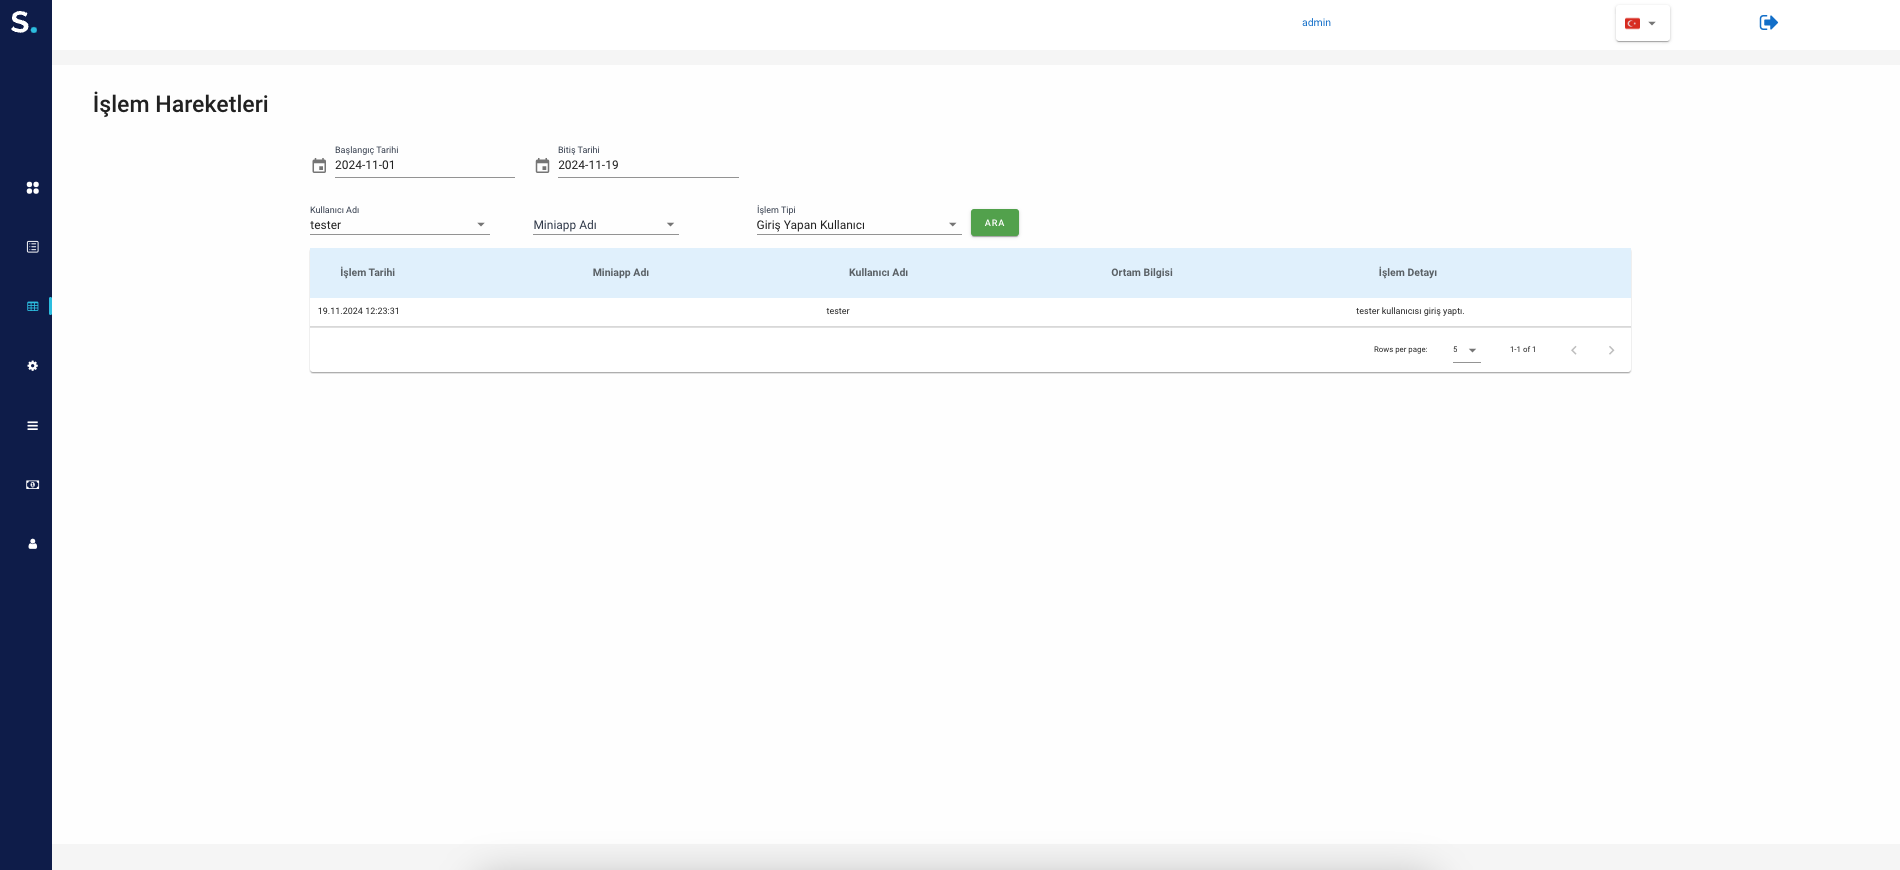 S.
admin
İşlem Hareketleri
Başlangıç Tarihi
2024-11-01
Bitiş Tarihi
2024-11-19
Kullanıcı Adı
tester
Miniapp Adı
İşlem Tipi
Giriş Yapan Kullanıcı
ARA
İşlem Tarihi Miniapp Adı Kullanıcı Adı Ortam Bilgisi İşlem Detayı
19.11.2024 12:23:31 tester tester kullanıcısı giriş yaptı.
Rows per page: 5 1-1 of 1